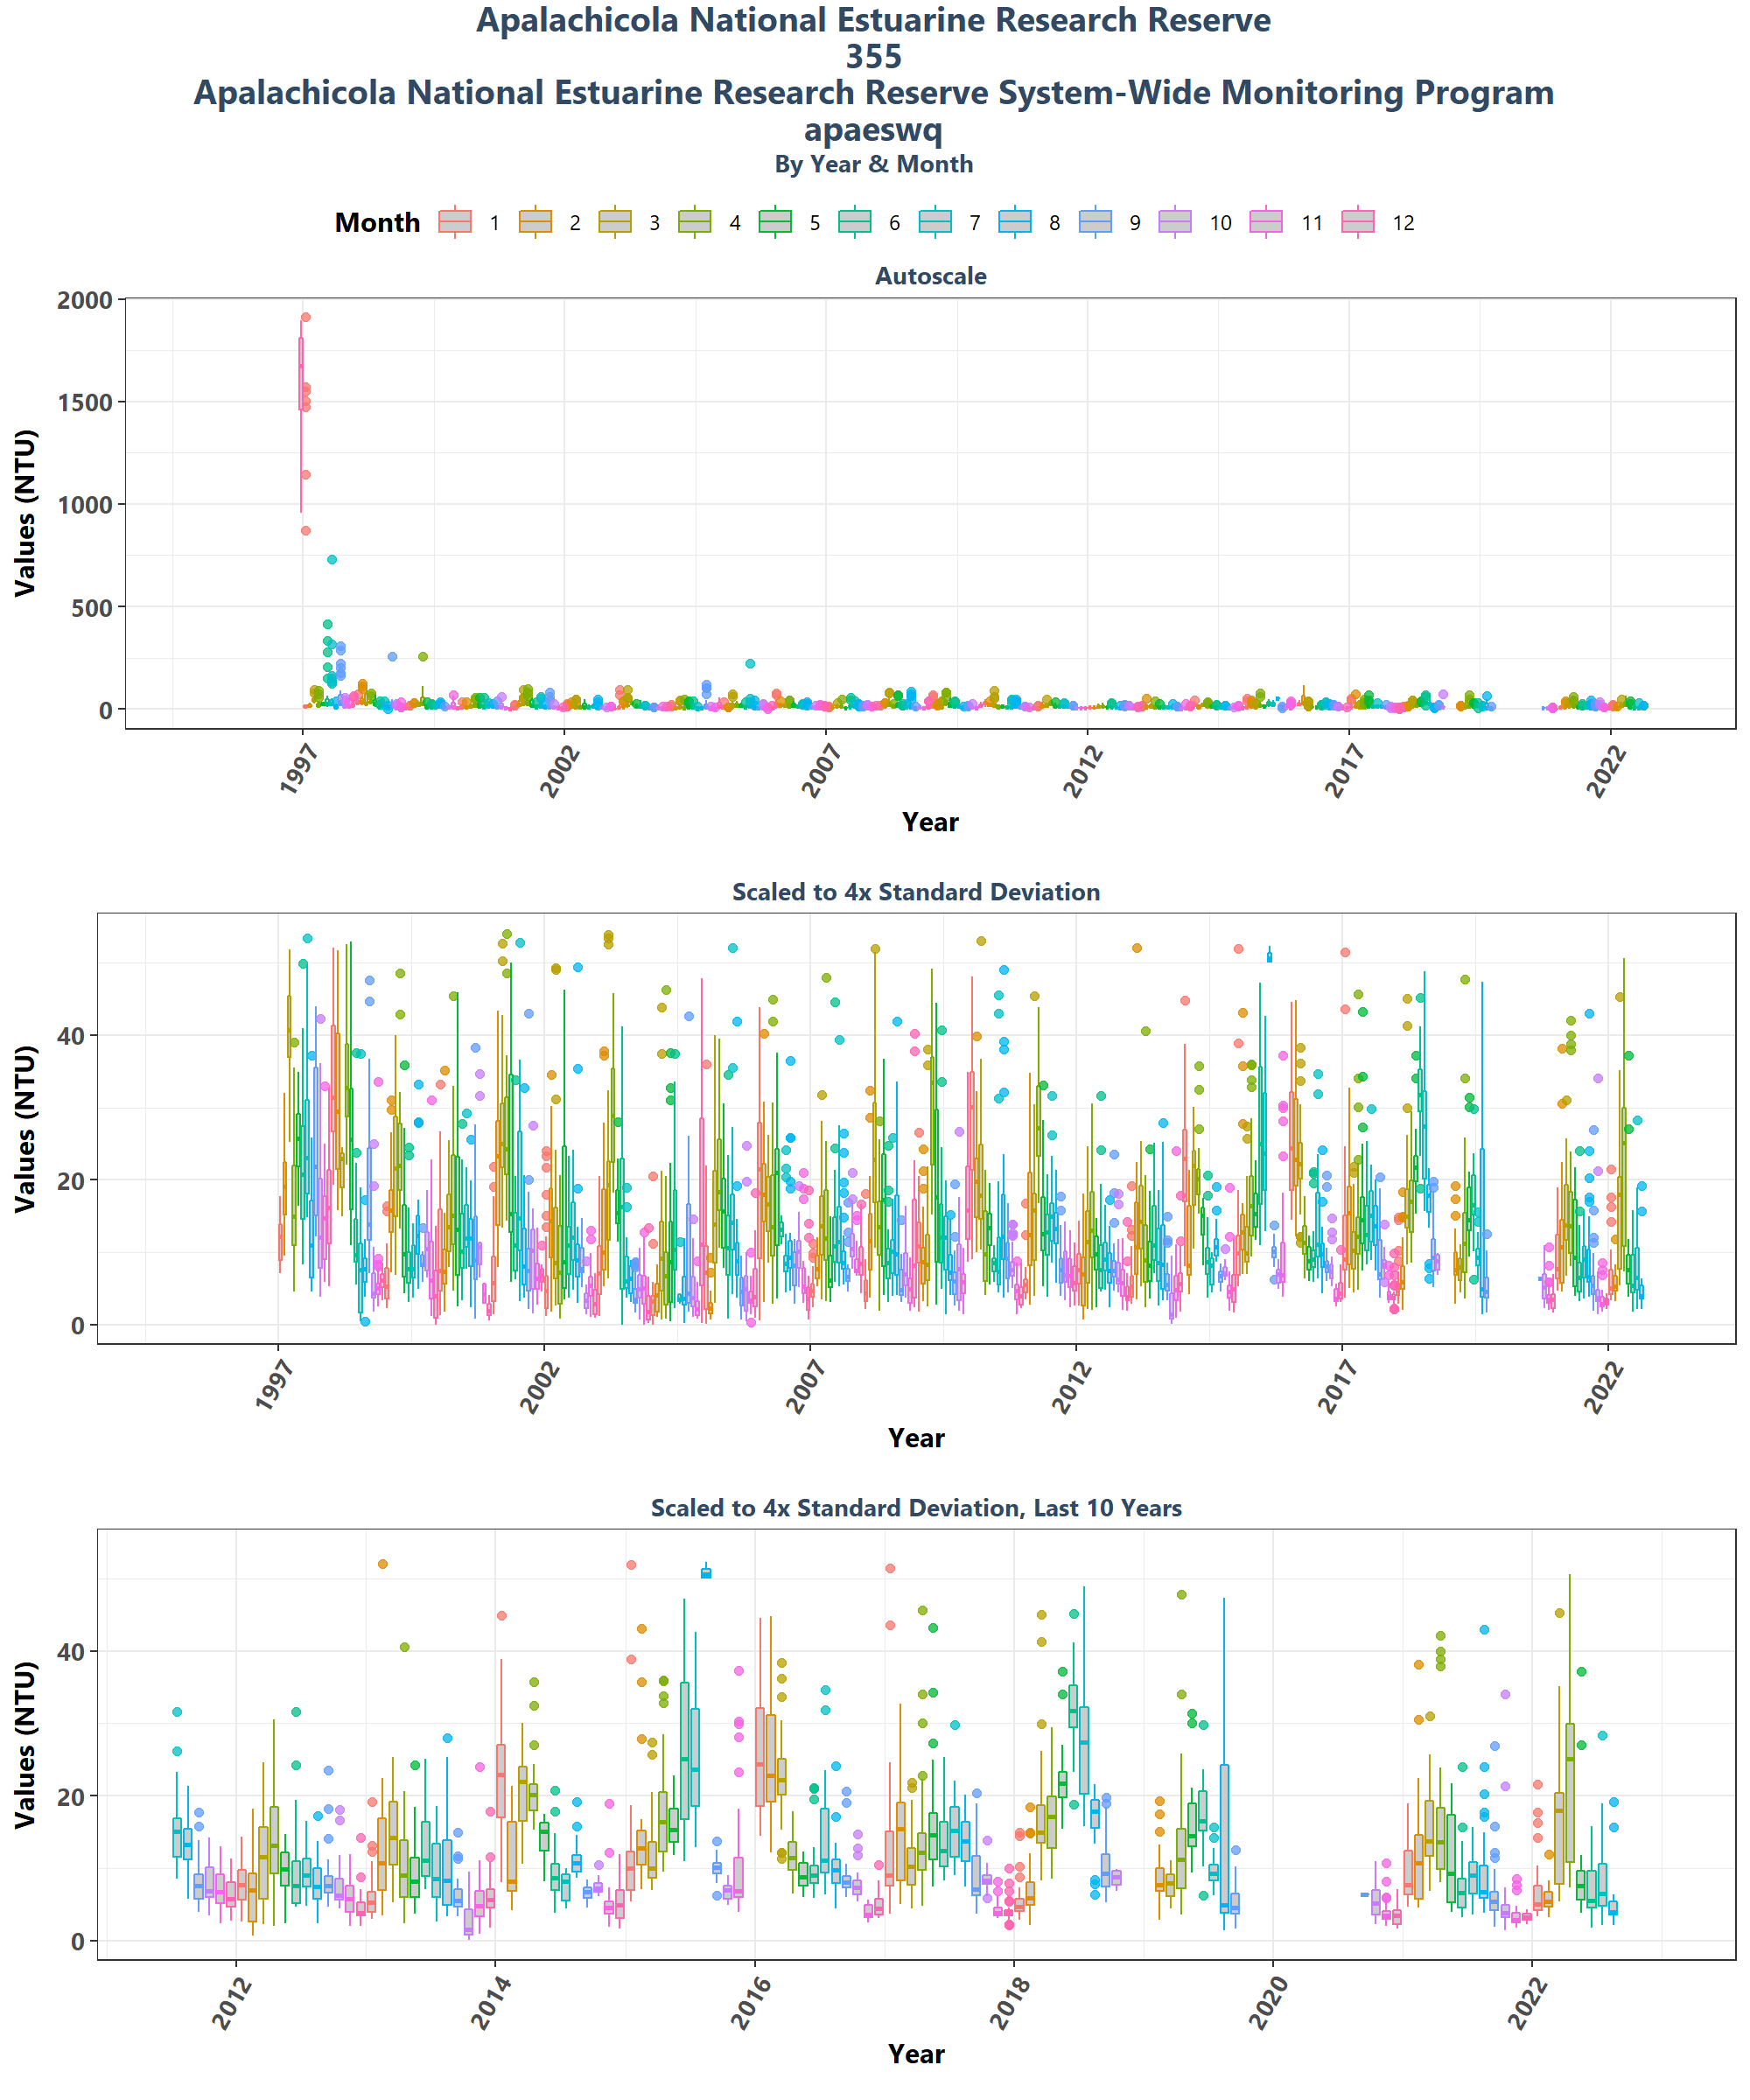 Apalachicola National Estuarine Research Reserve
355
Apalachicola National Estuarine Research Reserve System-Wide Monitoring Program
apaeswq
By Year & Month
Month 1 2 3 4 5 6 7 8 9 10 11 12
Autoscale
Values (NTU)
2000
1500
1000
500
0
1997 2002 2007 2012 2017 2022
Year
Scaled to 4x Standard Deviation
Values (NTU)
40
20
0
1997 2002 2007 2012 2017 2022
Year
Scaled to 4x Standard Deviation, Last 10 Years
Values (NTU)
40
20
0
2012 2014 2016 2018 2020 2022
Year